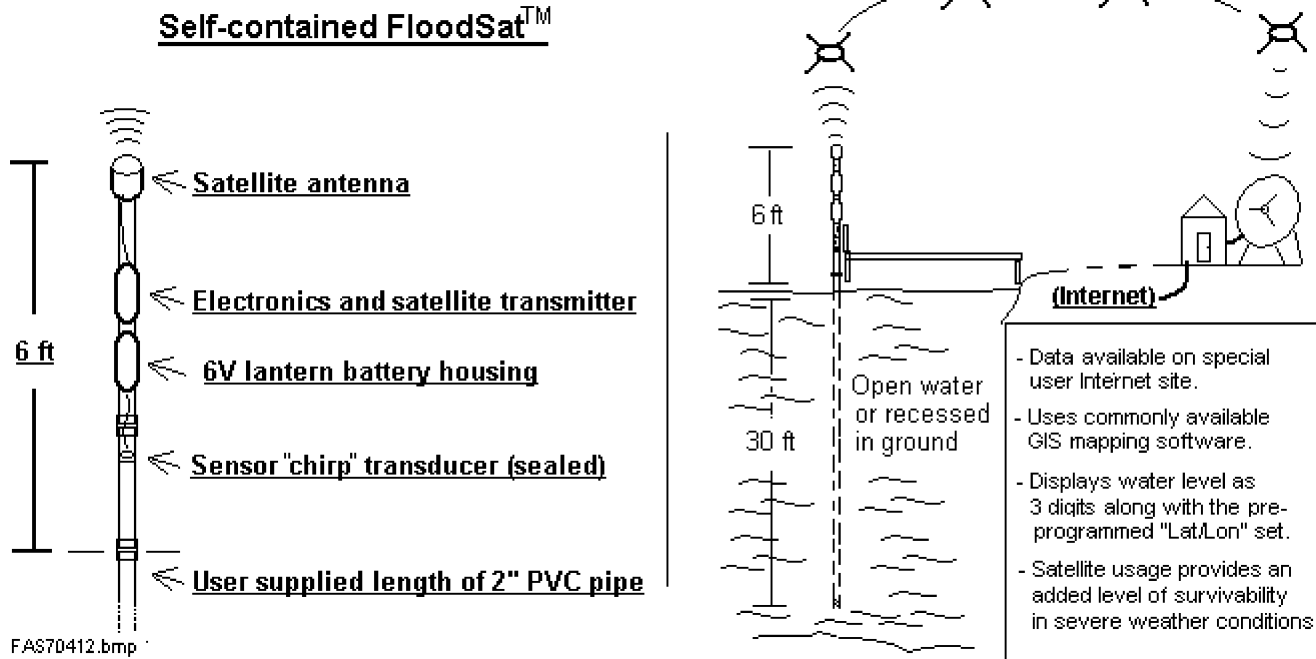 Self-contained FloodSat™
Satellite antenna
Electronics and satellite transmitter
6 ft
6V lantern battery housing
Sensor "chirp" transducer (sealed)
User supplied length of 2" PVC pipe
FAS70412.bmp
6 ft
30 ft
Open water
or recessed
in ground
(Internet)
- Data available on special
user Internet site.
- Uses commonly available
GIS mapping software.
- Displays water level as
3 digits along with the pre-
programmed "Lat/Lon" set.
- Satellite usage provides an
added level of survivability
in severe weather conditions